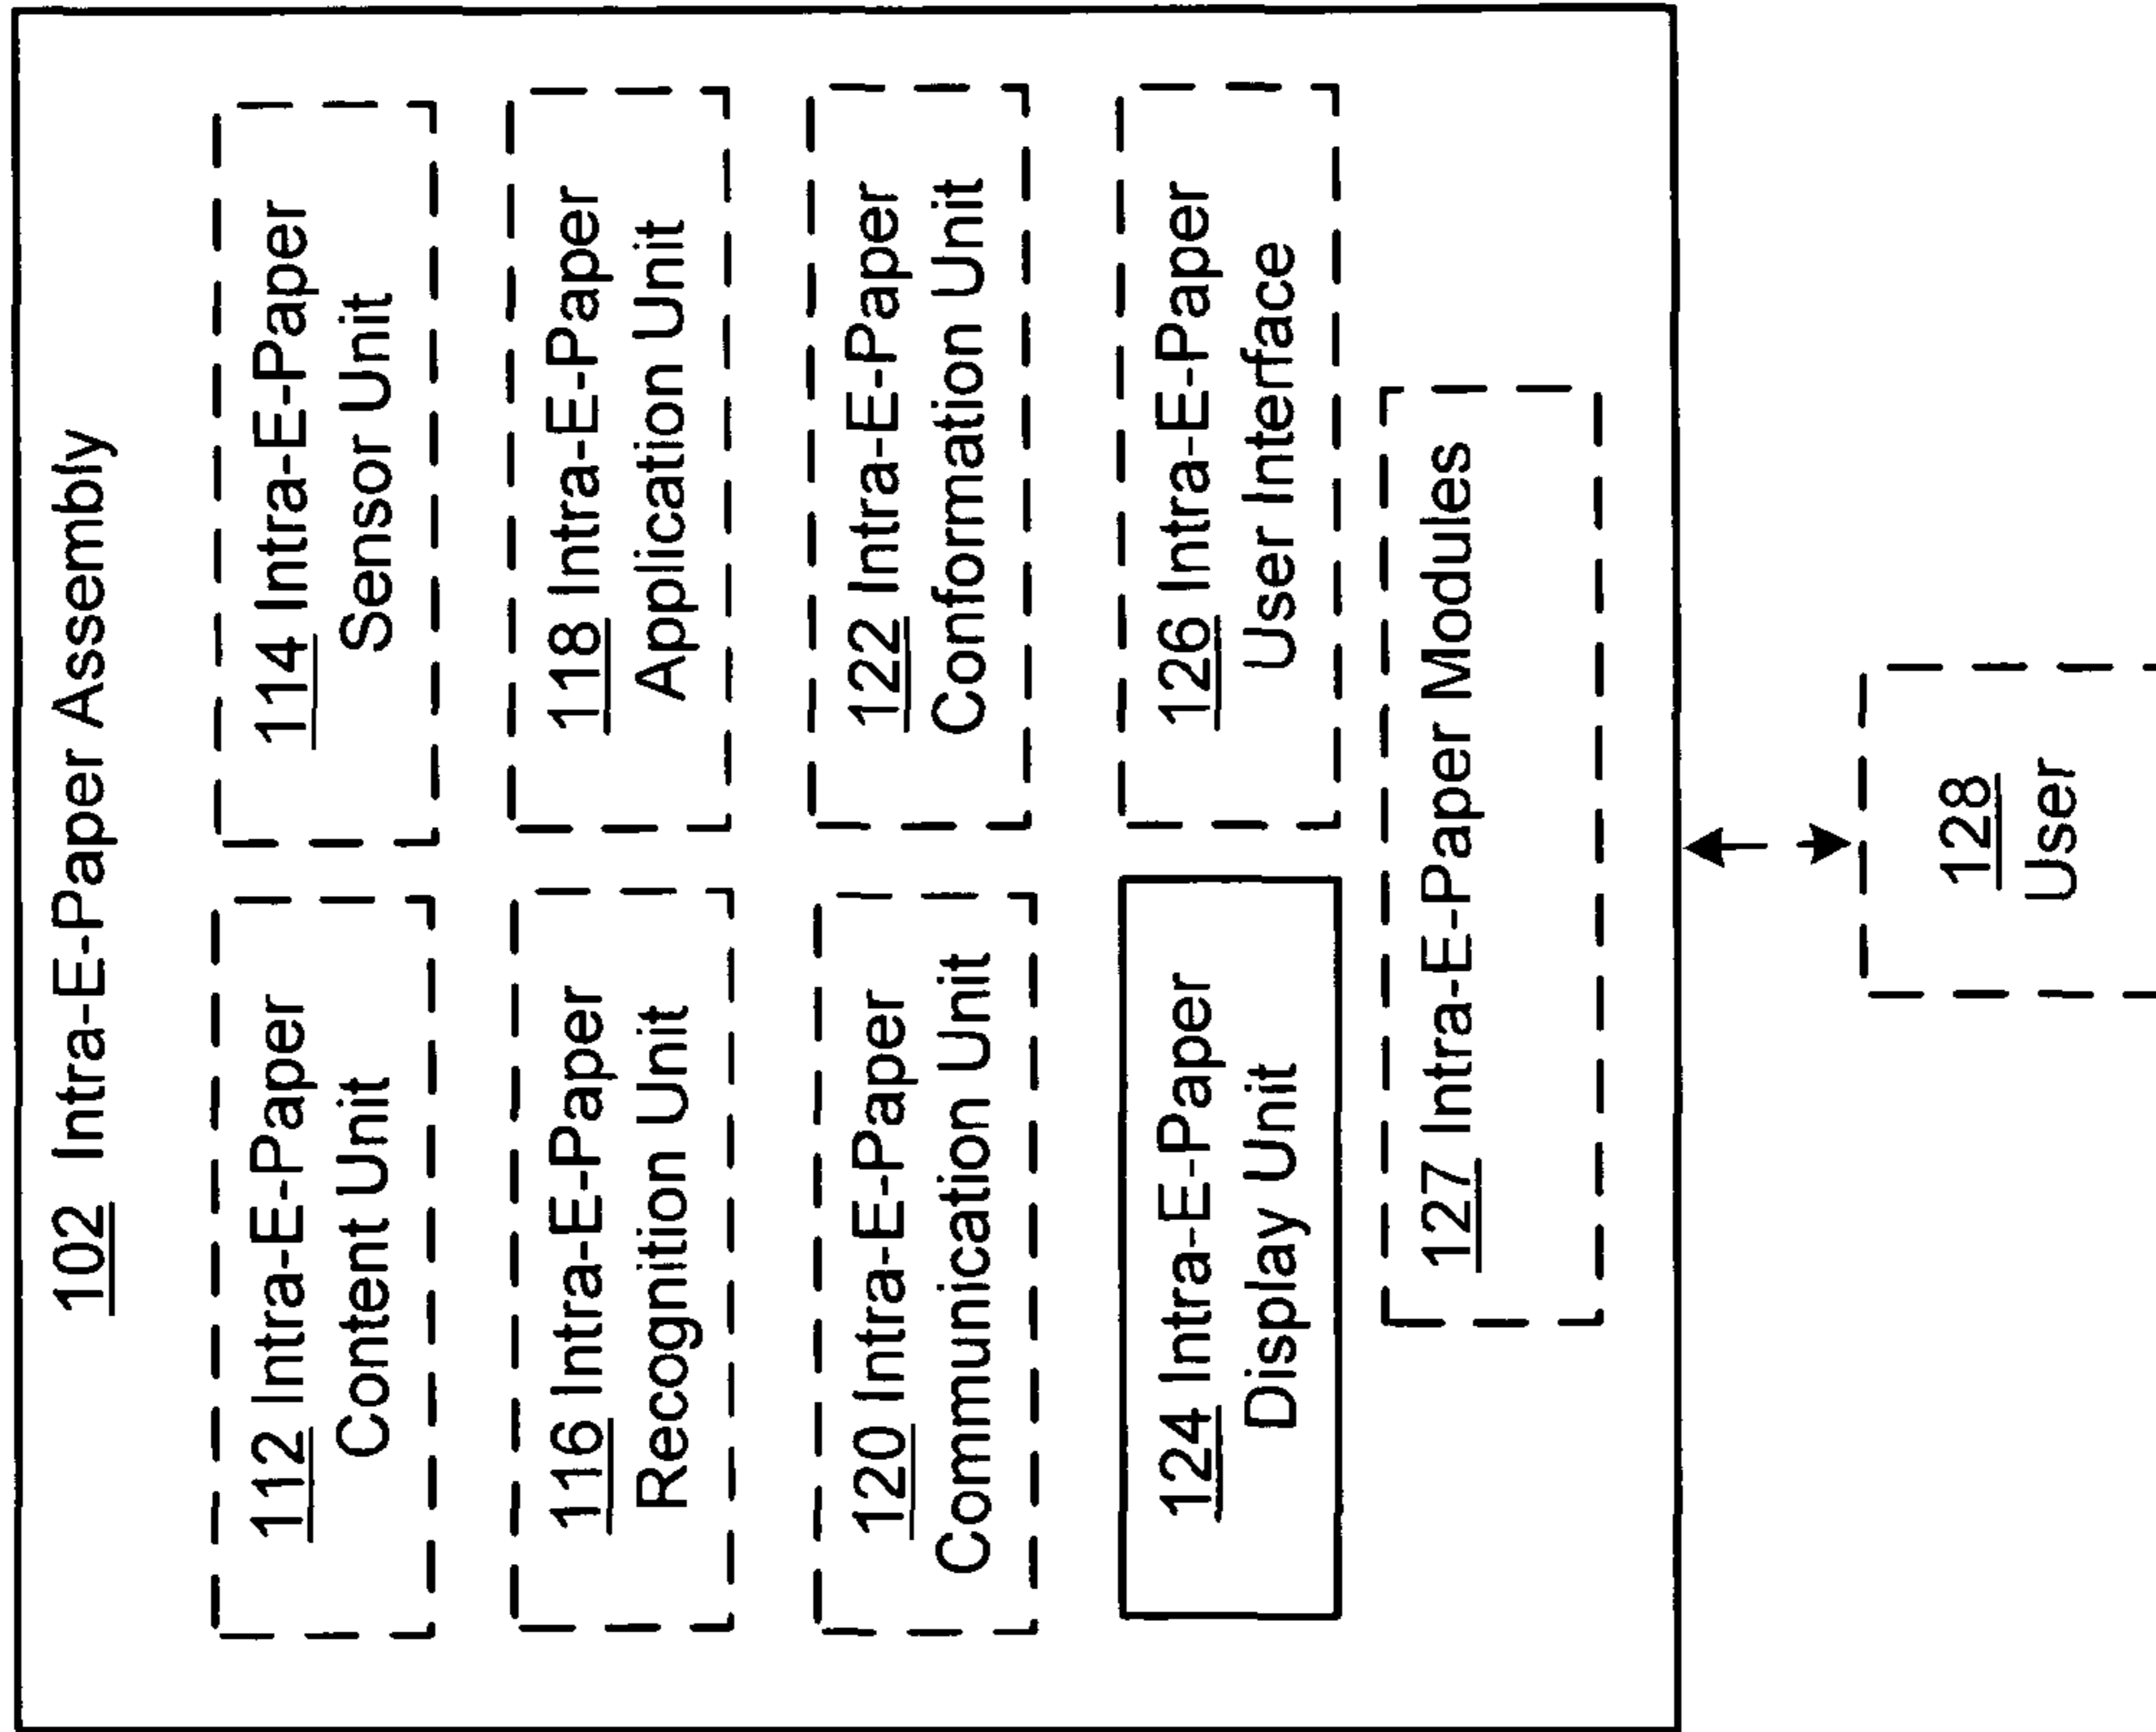 102 Intra-E-Paper Assembly
112 Intra-E-Paper
Content Unit
114 Intra-E-Paper
Sensor Unit
116 Intra-E-Paper
Recognition Unit
118 Intra-E-Paper
Application Unit
120 Intra-E-Paper
Communication Unit
122 Intra-E-Paper
Conformation Unit
124 Intra-E-Paper
Display Unit
126 Intra-E-Paper
User Interface
127 Intra-E-Paper Modules
128
User